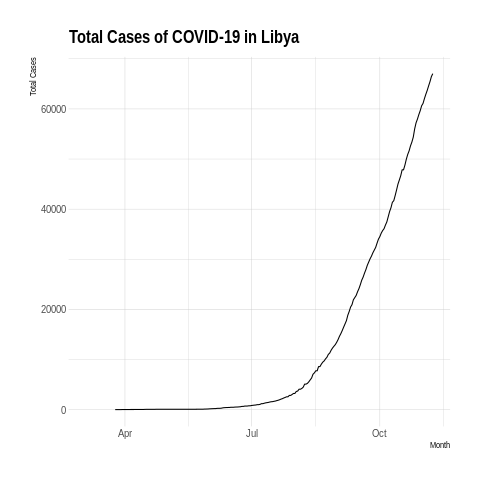 Total Cases of COVID-19 in Libya
Total Cases
60000
40000
20000
0
Apr Jul Oct
Month